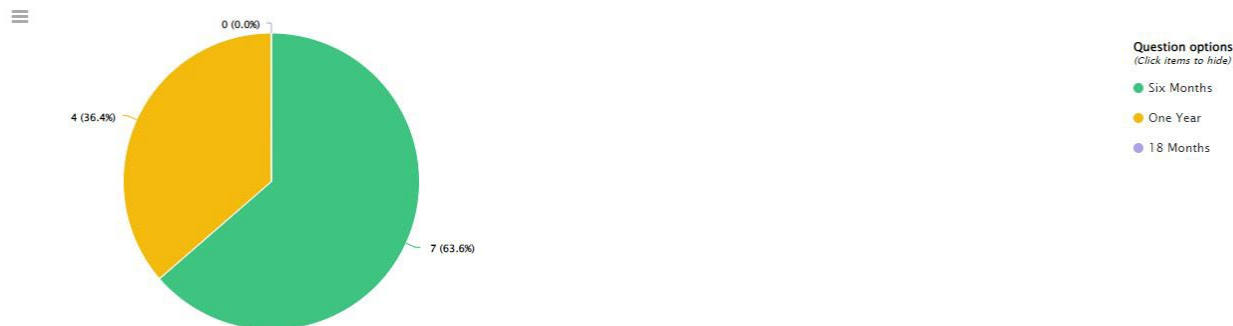 0 (0.0%)
4 (36.4%)
7 (63.6%)
Question options
(Click items to hide)
Six Months
One Year
18 Months